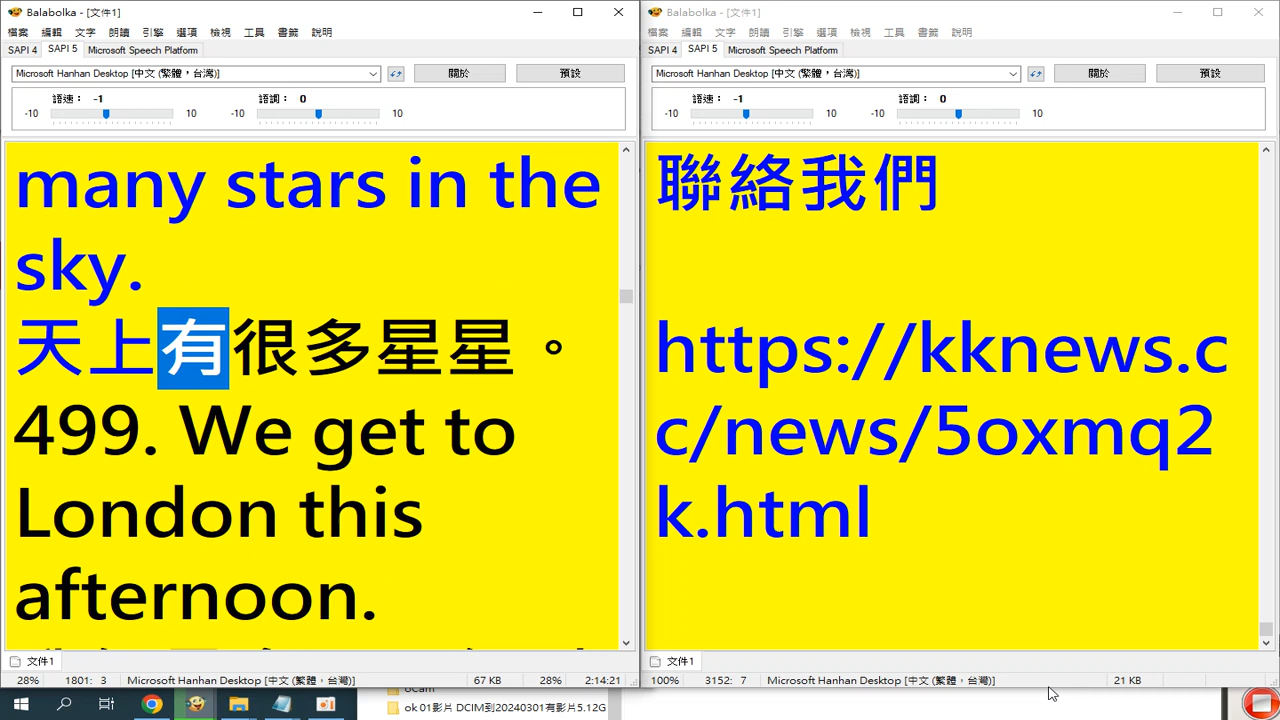 Balabolka - [文件1]
檔案 編輯 文字 朗讀 引擎 選項 檢視 工具 書籤 說明
SAPI 4 SAPI 5 Microsoft Speech Platform
Microsoft Hanhan Desktop [中文 (繁體，台灣)] 關於 預設
語速： -1 語調： 0
-10 10 -10 10
many stars in the
sky.
天上有很多星星。
499. We get to
London this
afternoon.
文件1
28% 1801: 3 Microsoft Hanhan Desktop [中文 (繁體，台灣)] 67 KB 28% 2:14:21
Balabolka - [文件1]
檔案 編輯 文字 朗讀 引擎 選項 檢視 工具 書籤 說明
SAPI 4 SAPI 5 Microsoft Speech Platform
Microsoft Hanhan Desktop [中文 (繁體，台灣)] 關於 預設
語速： -1 語調： 0
-10 10 -10 10
聯絡我們
https://kknews.c
c/news/5oxmq2
k.html
文件1
100% 3152: 7 Microsoft Hanhan Desktop [中文 (繁體，台灣)] 21 KB
oCam
ok 01影片 DCIM到20240301有影片5.12G